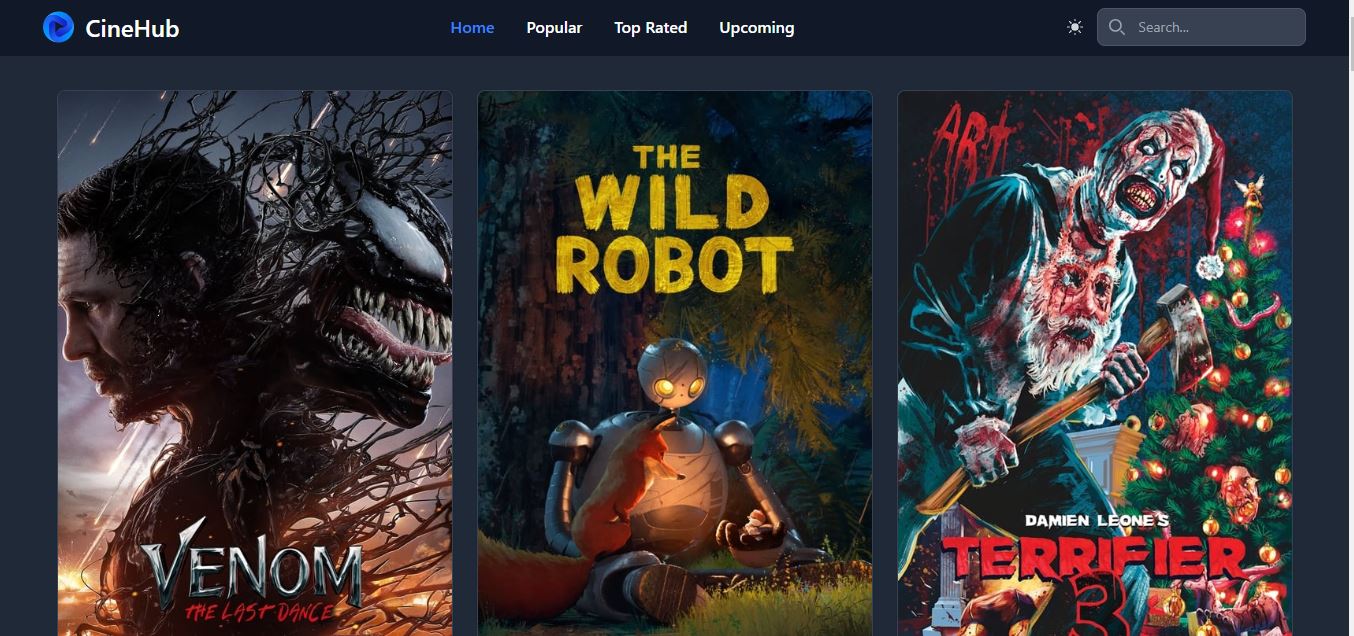 CineHub
Home
Popular
Top Rated
Upcoming
Search...
VENOM
THE LAST DANCE
THE
WILD
ROBOT
ART
DAMIEN LEONE'S
TERRIFIER
3